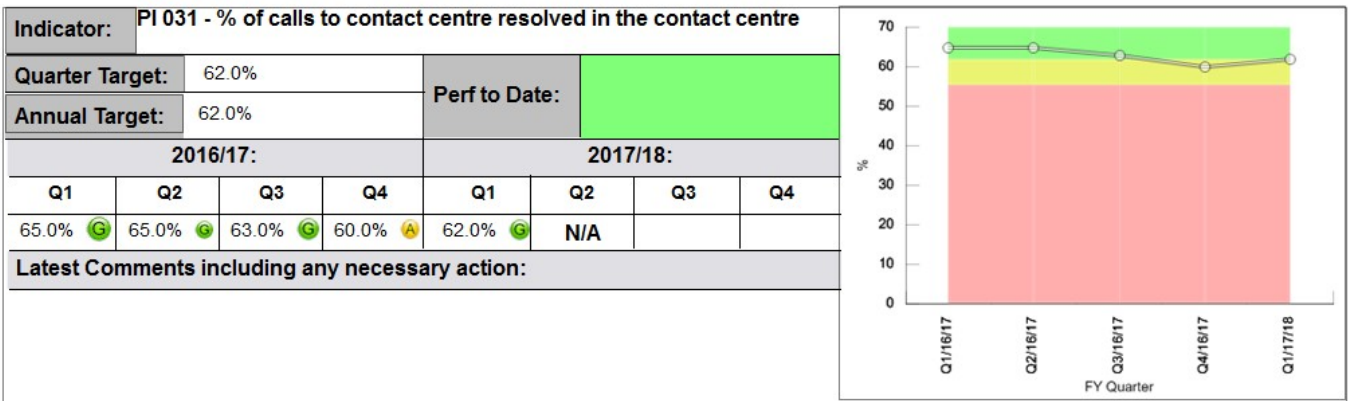 Indicator: PI 031 - % of calls to contact centre resolved in the contact centre
Quarter Target: 62.0%
Annual Target: 62.0%
Perf to Date:
2016/17: 2017/18:
Q1 Q2 Q3 Q4 Q1 Q2 Q3 Q4
65.0% G 65.0% G 63.0% G 60.0% A 62.0% G N/A
Latest Comments including any necessary action:
70
60
50
40
30
20
10
0
%
Q1/16/17 Q2/16/17 Q3/16/17 Q4/16/17 Q1/17/18
FY Quarter